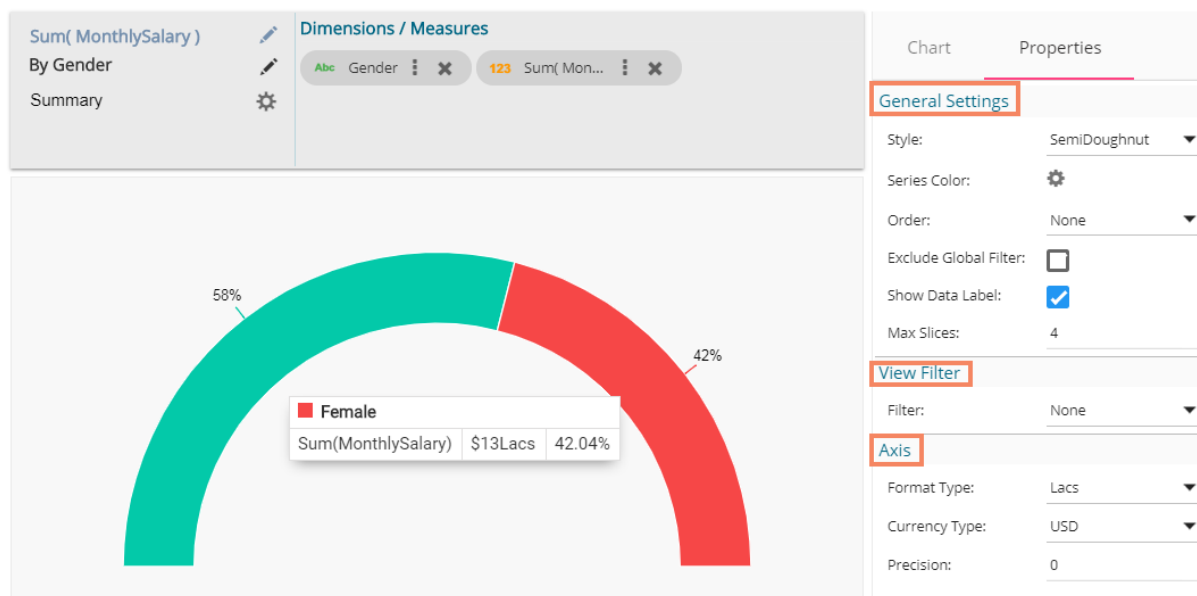 Sum( MonthlySalary )
By Gender
Summary
Dimensions / Measures
Abc Gender
123 Sum( Mon...
Chart Properties
General Settings
Style: SemiDoughnut
Series Color:
Order: None
Exclude Global Filter:
Show Data Label:
Max Slices: 4
View Filter
Filter: None
Axis
Format Type: Lacs
Currency Type: USD
Precision: 0
58%
42%
Female
Sum(MonthlySalary) $13Lacs 42.04%